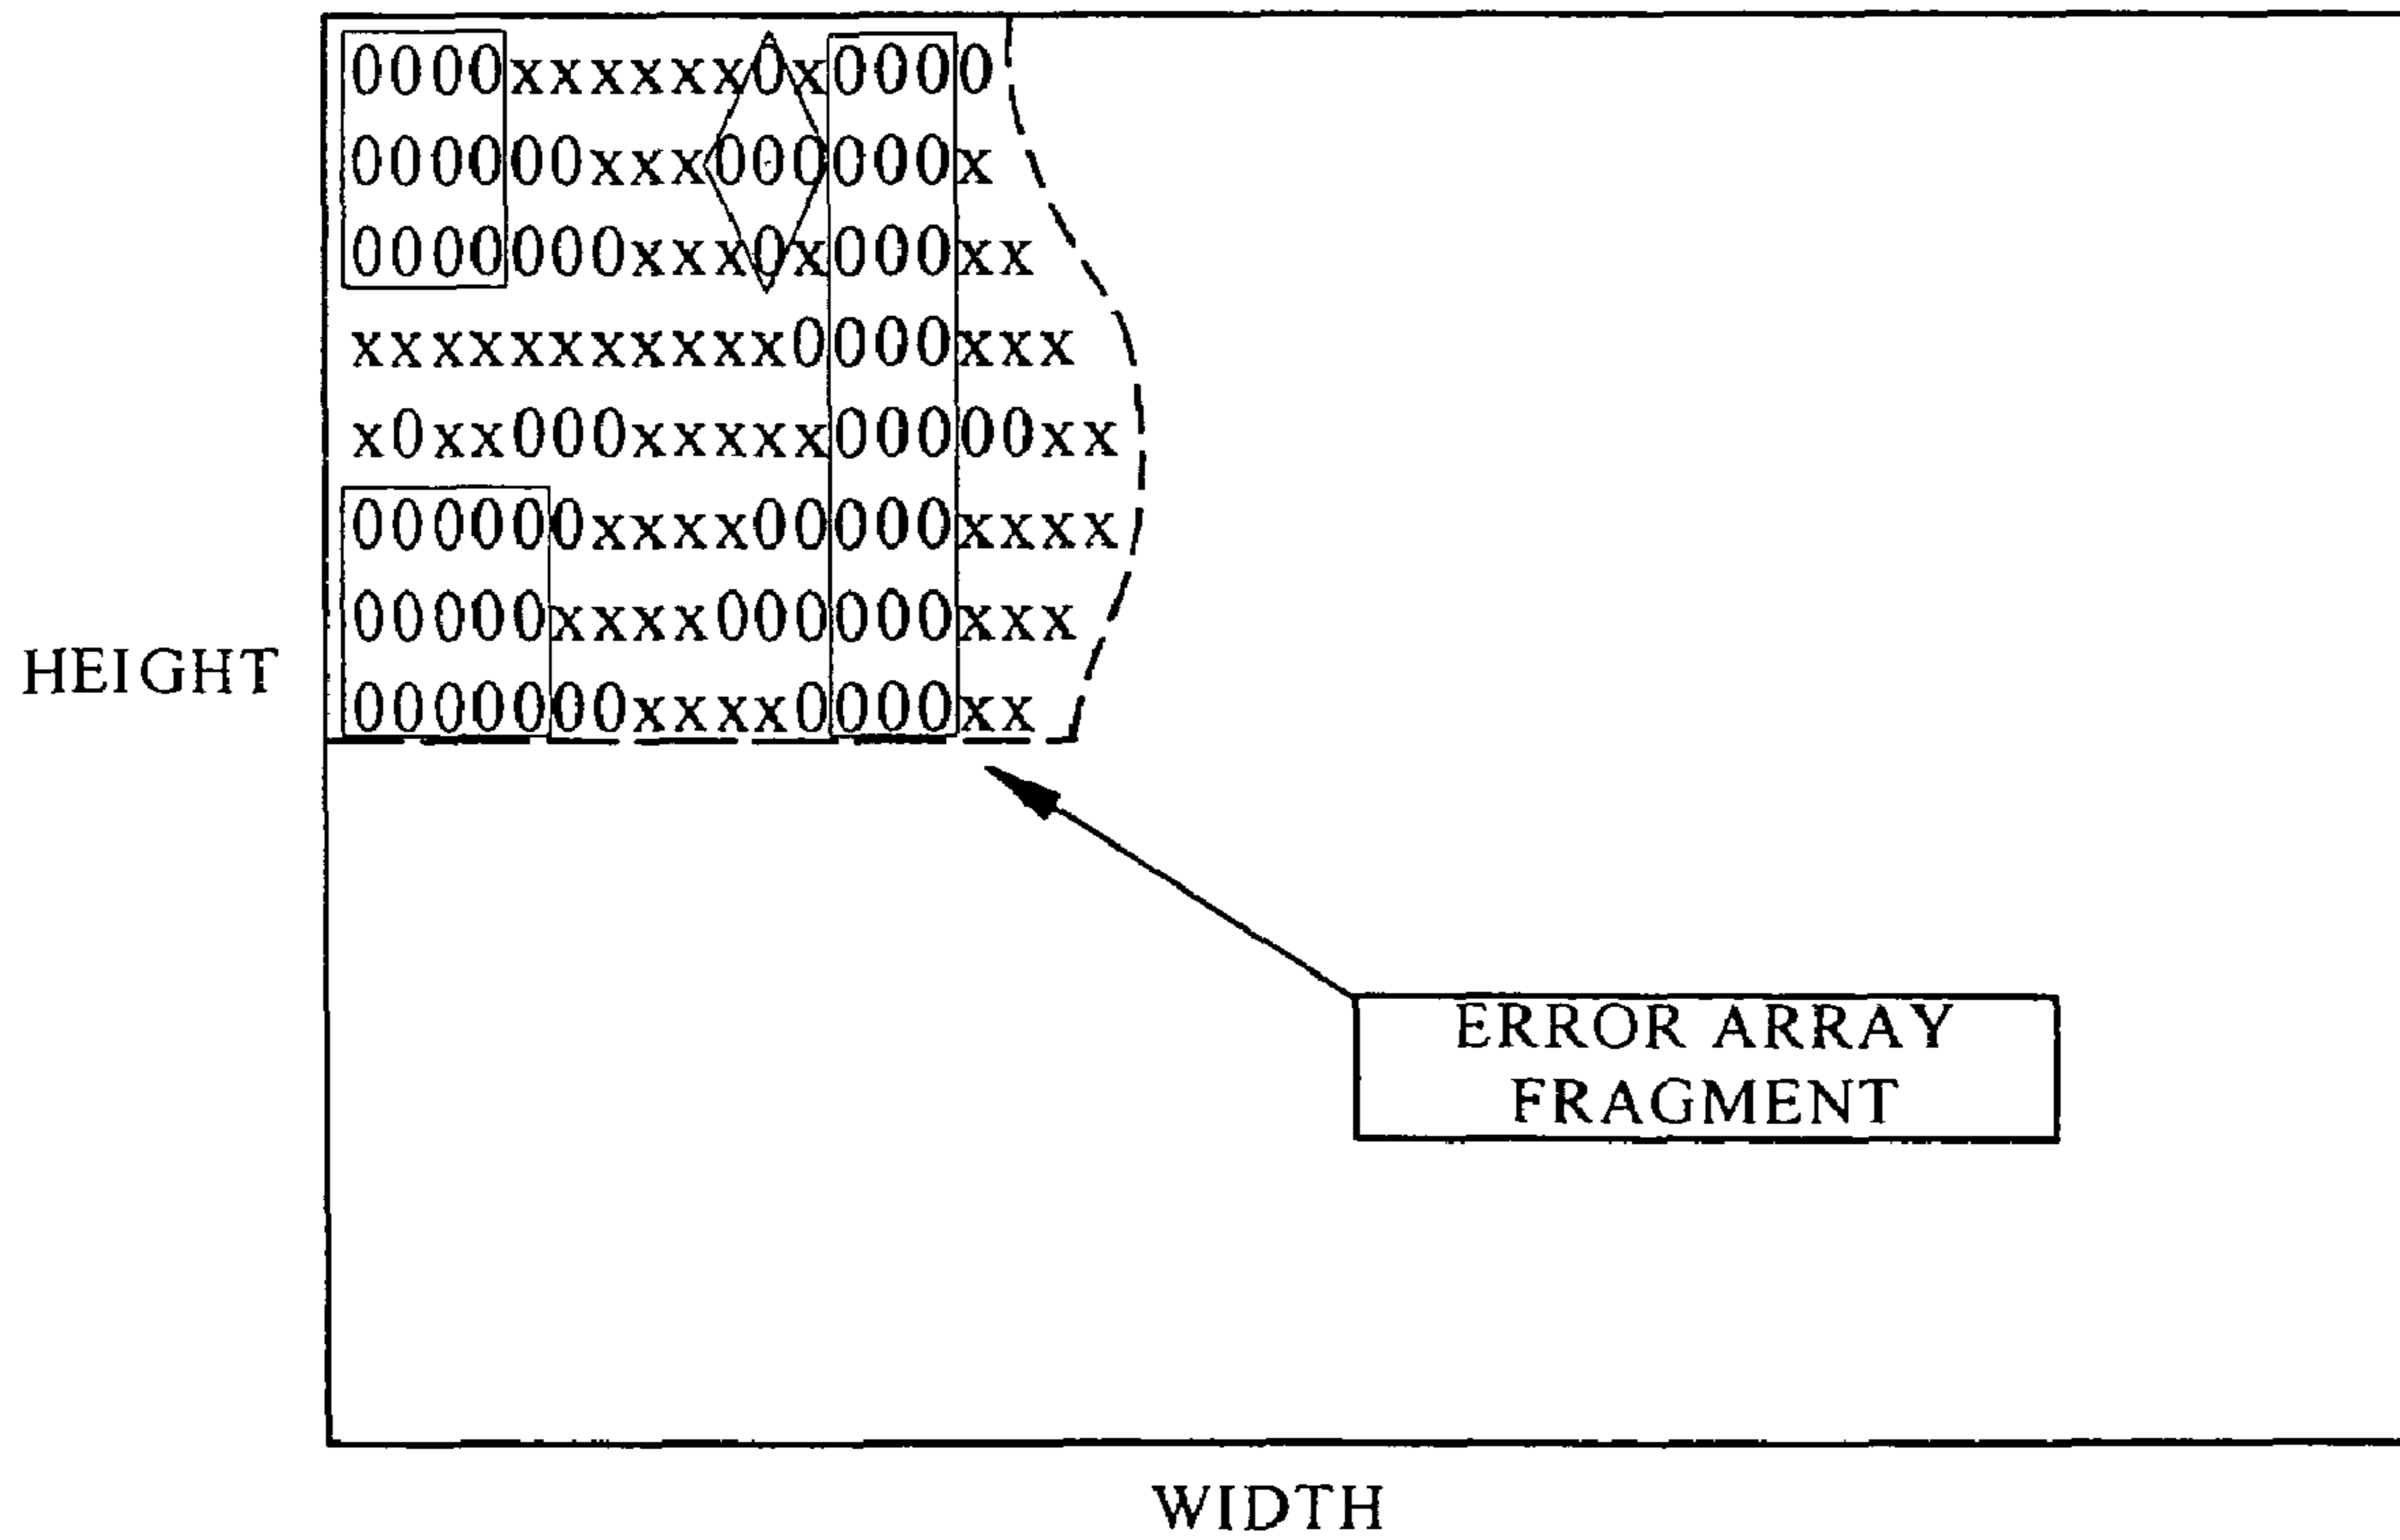 0000xxxxxx0x0000
000000xxx000000x
0000000xxx0x000xx
xxxxxxxxxxx0000xxx
x0xx000xxxxx00000xx
000000xxxx00000xxxx
00000xxxx000000xxx
0000000xxxx0000xx
HEIGHT
ERROR ARRAY
FRAGMENT
WIDTH